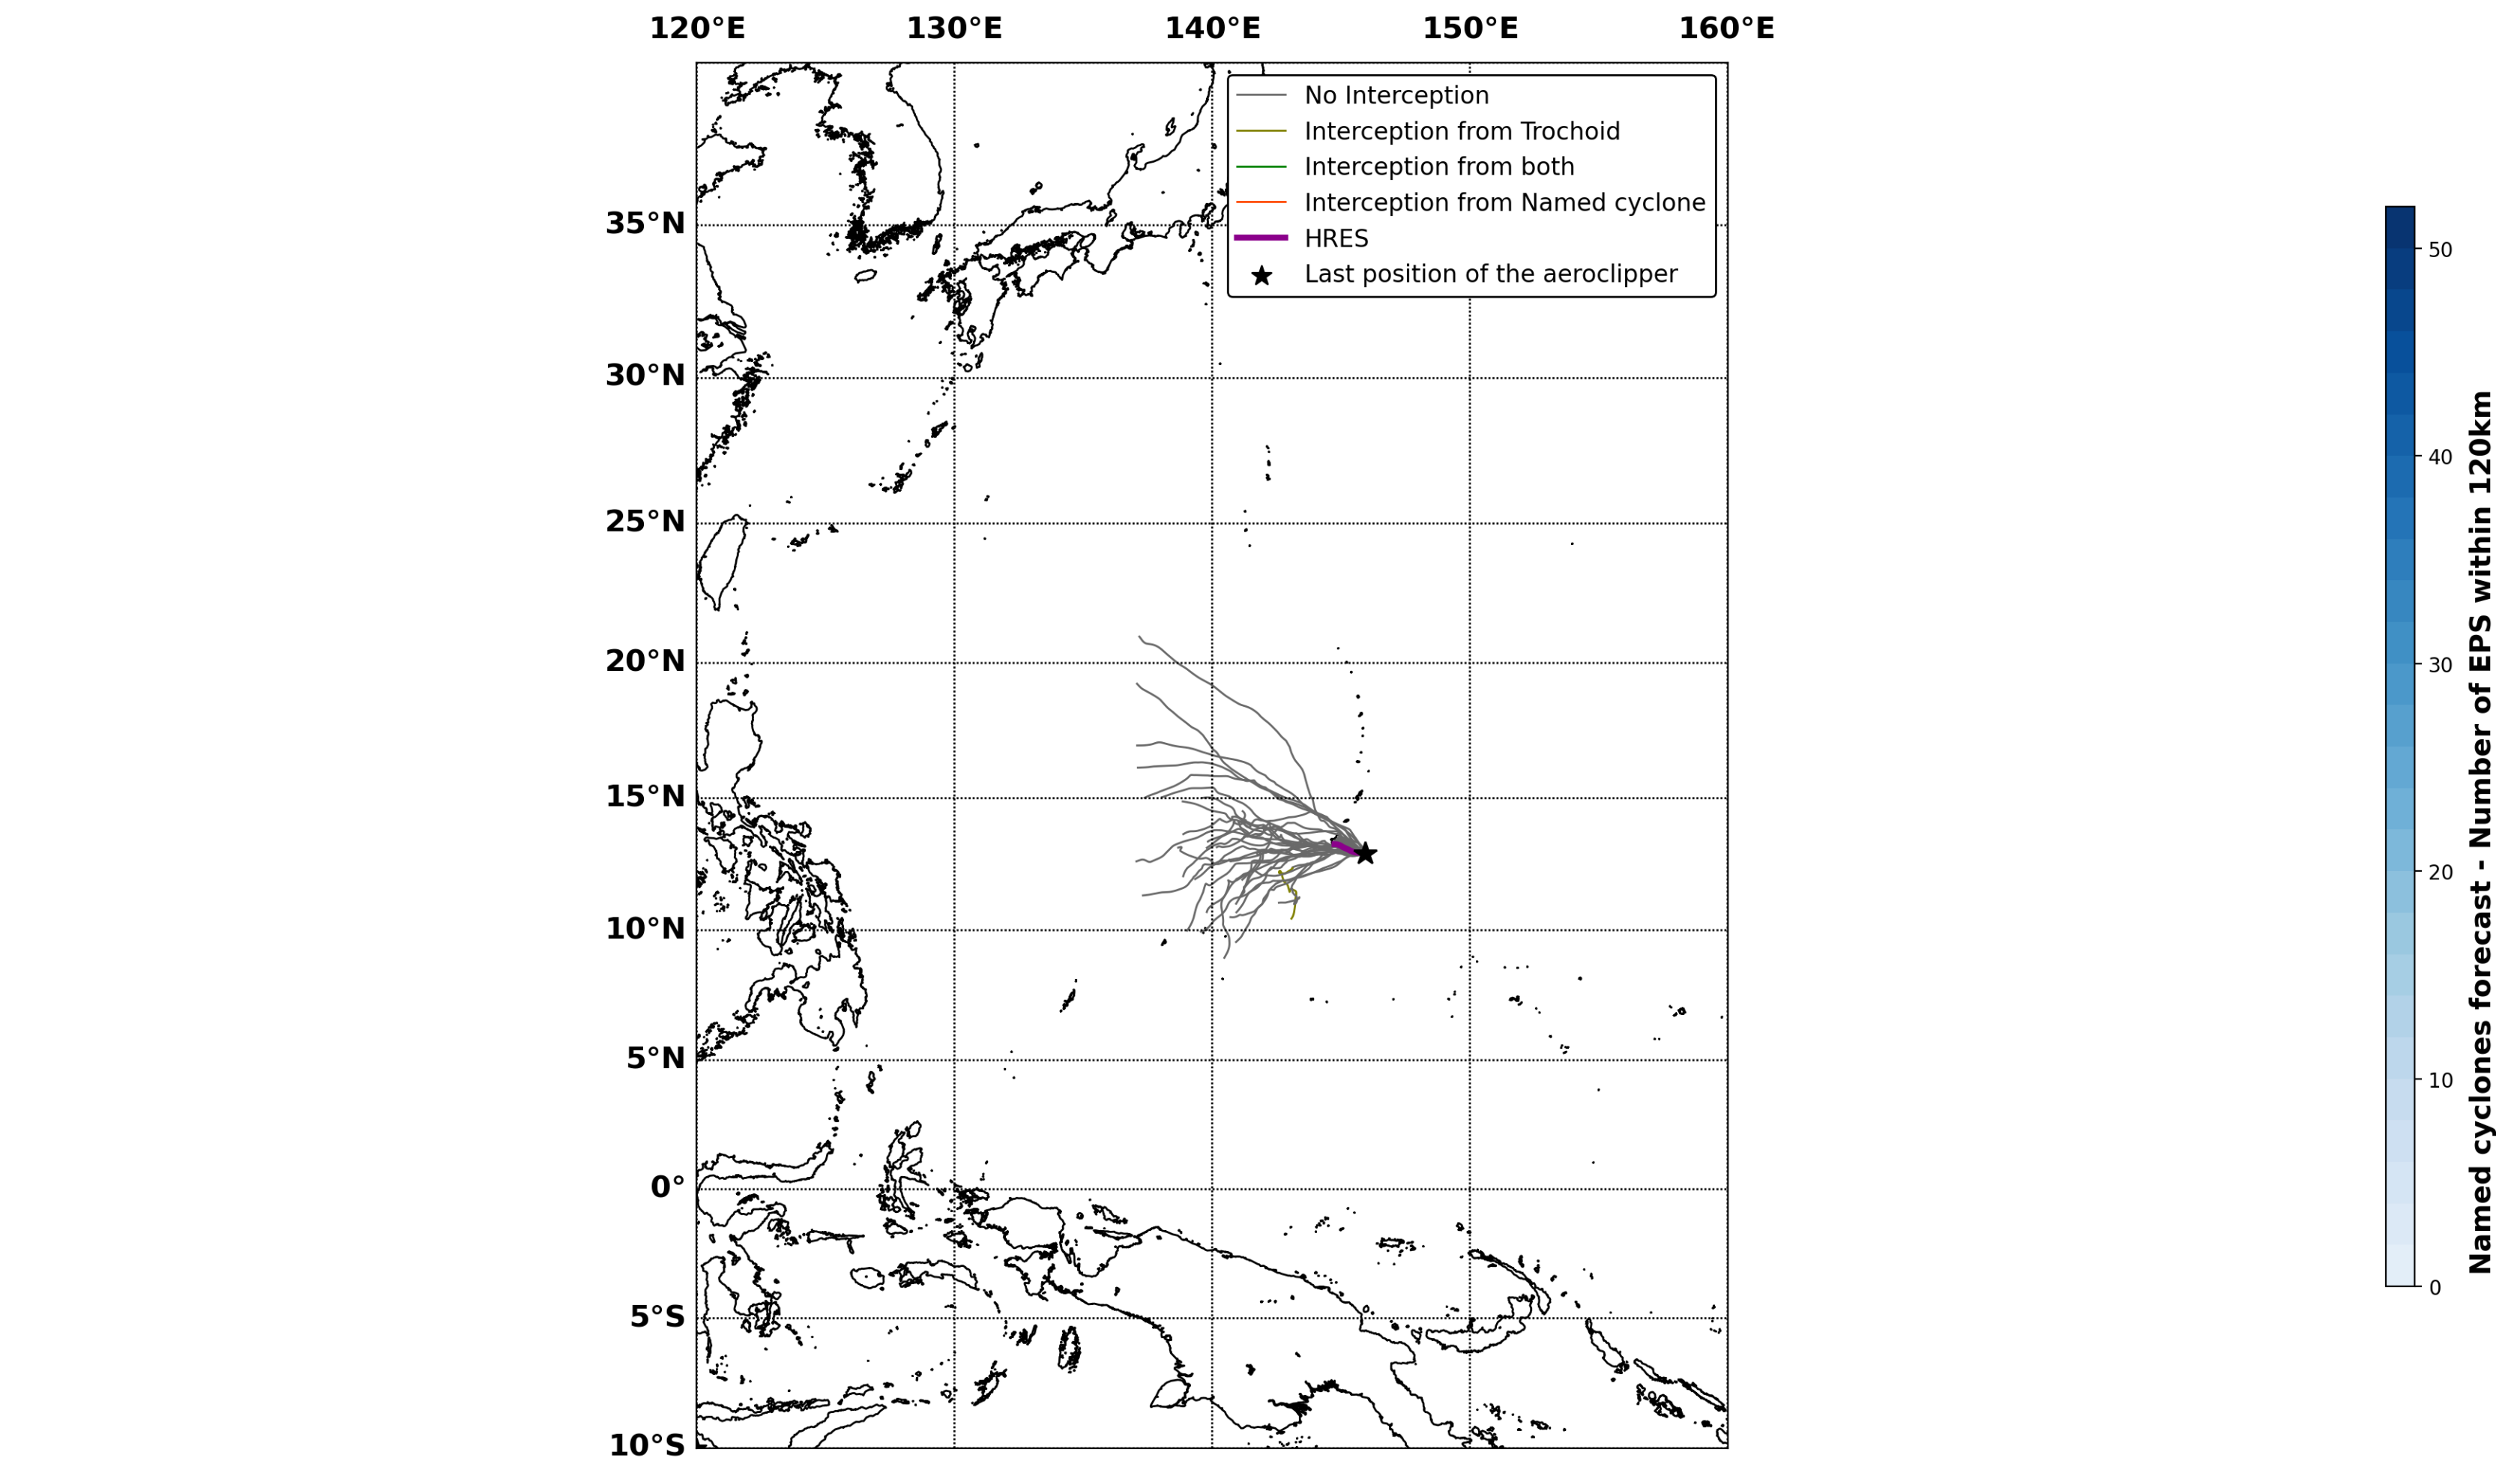 120°E 130°E 140°E 150°E 160°E
No Interception
Interception from Trochoid
Interception from both
Interception from Named cyclone
HRES
Last position of the aeroclipper
35°N
30°N
25°N
20°N
15°N
10°N
5°N
0°
5°S
10°S
50
40
30
20
10
0
Named cyclones forecast - Number of EPS within 120km